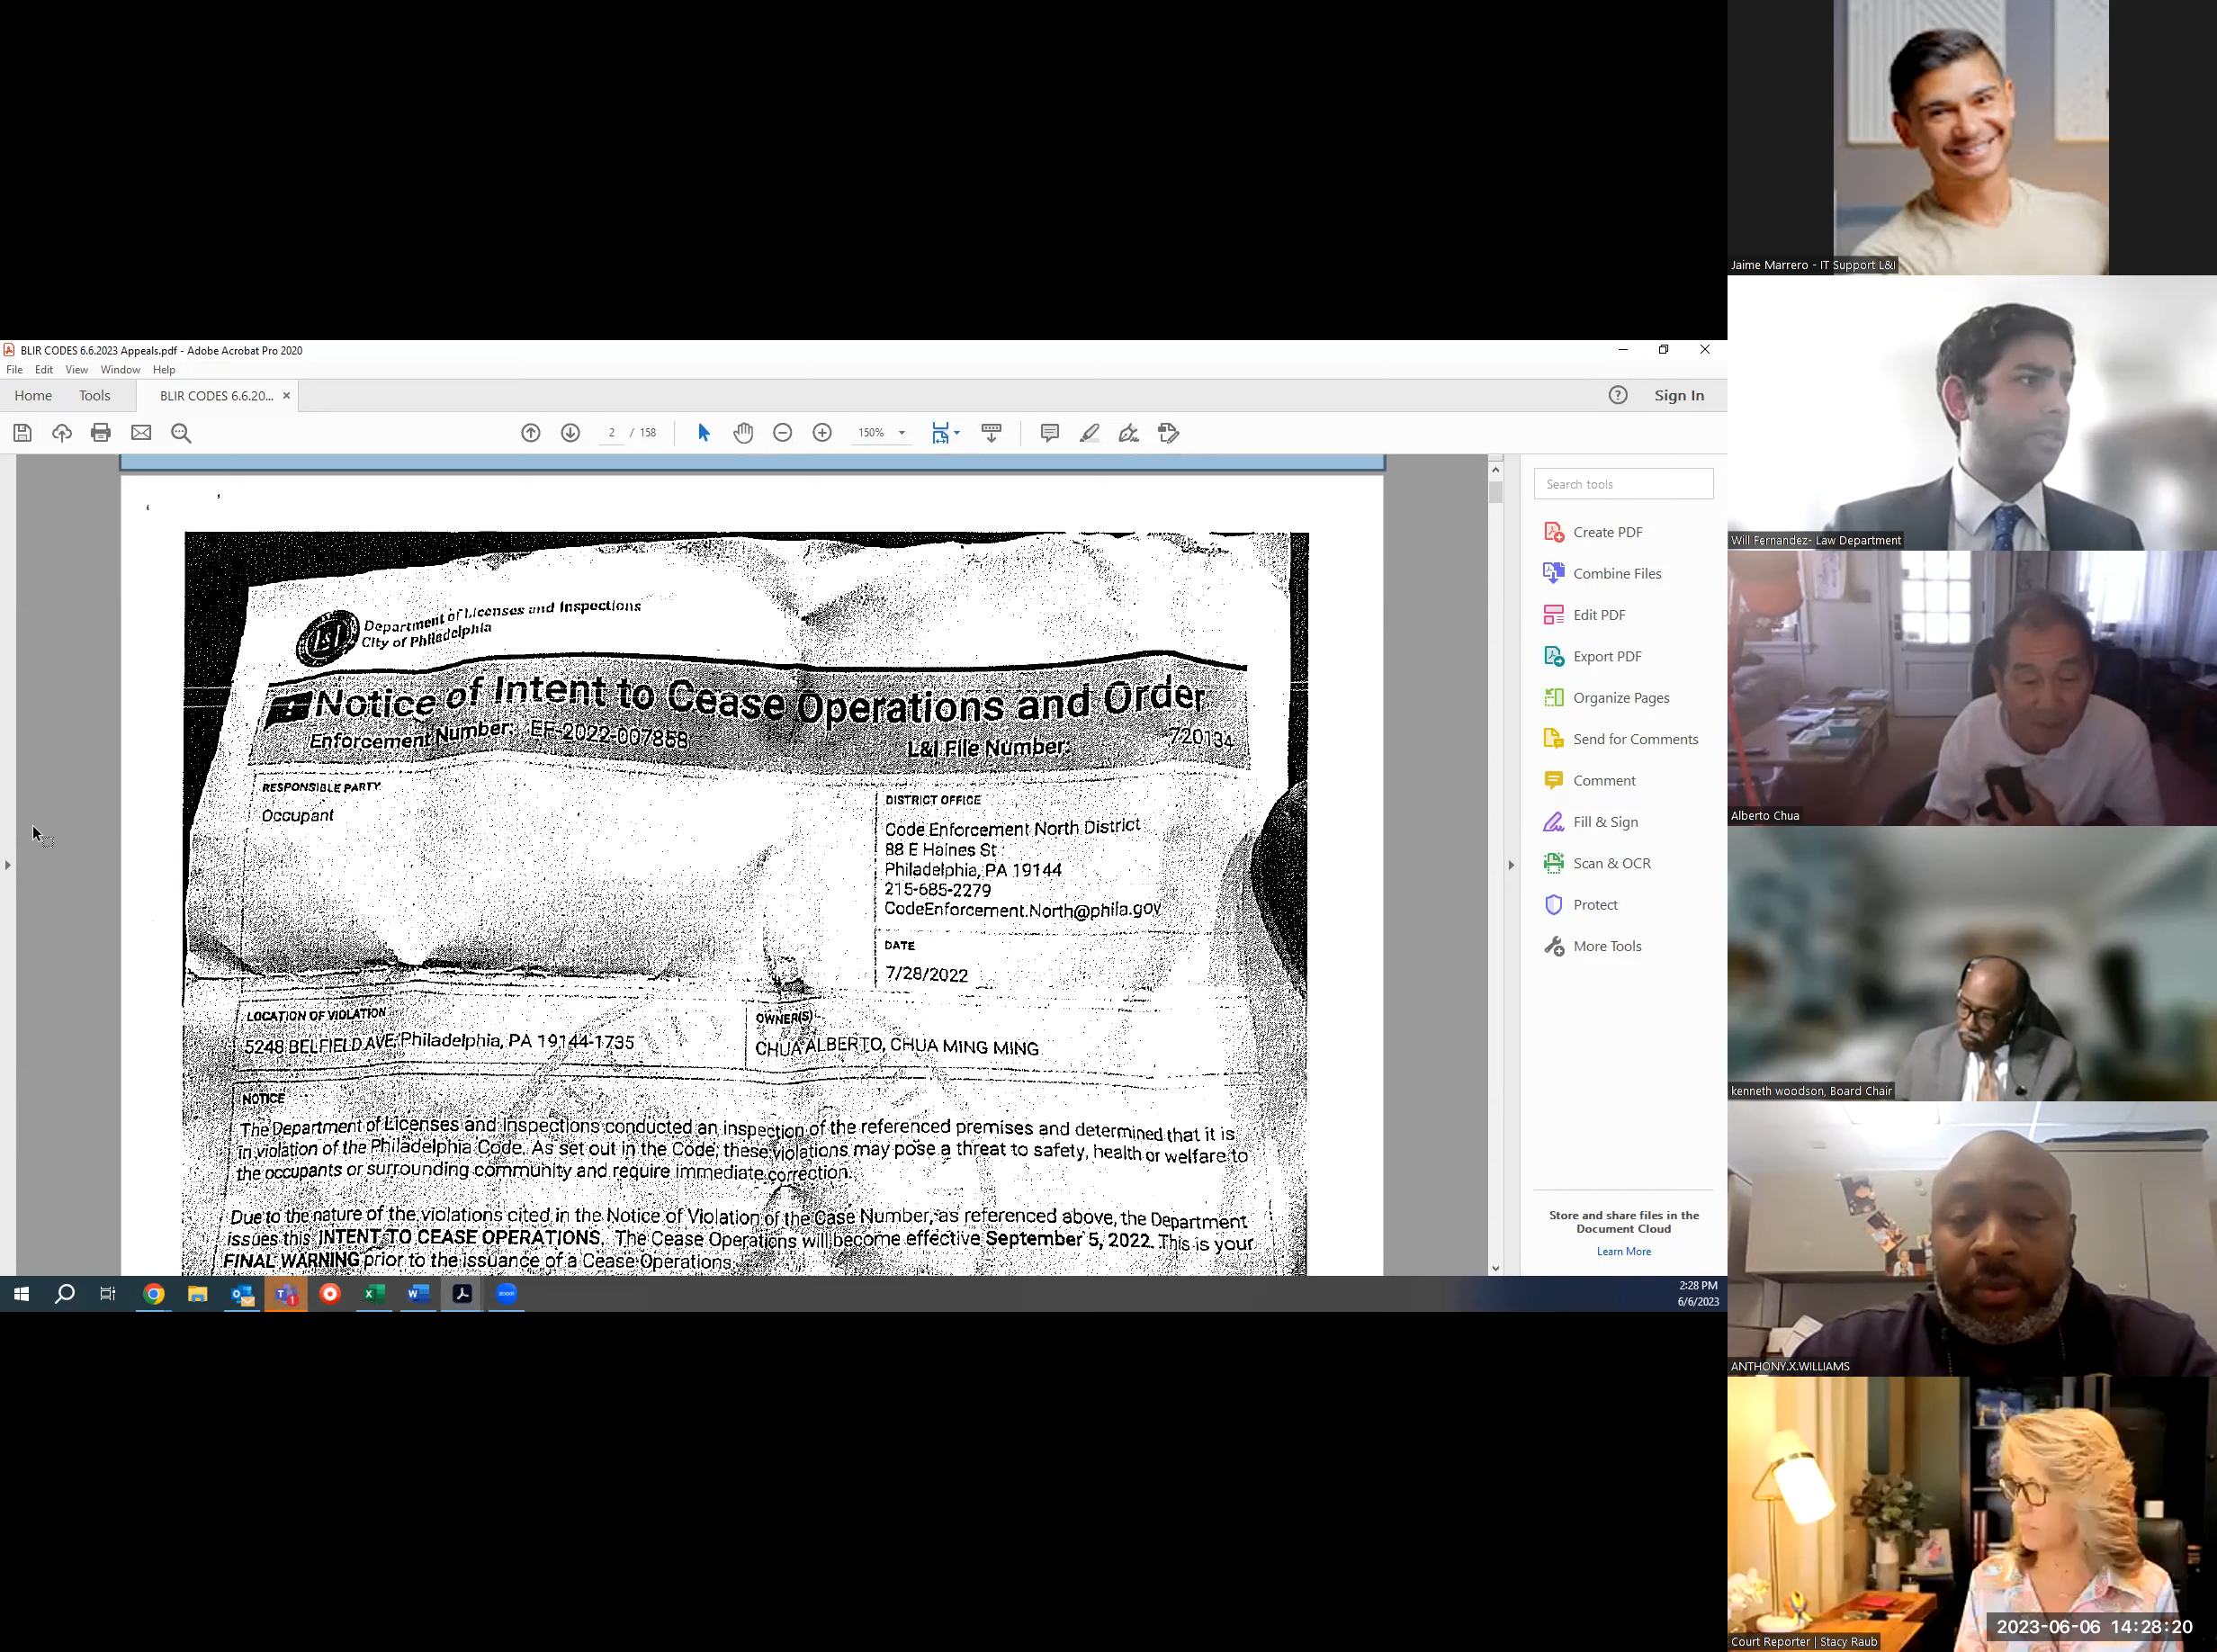 BLIR CODES 6.6.2023 Appeals.pdf - Adobe Acrobat Pro 2020
File Edit View Window Help
Home Tools BLIR CODES 6.6.20... × Sign In
2 / 158 150%
Department of Licenses and Inspections
City of Philadelphia
Notice of Intent to Cease Operations and Order
Enforcement Number: EF-2022-007858 L&I File Number: 720134
RESPONSIBLE PARTY
Occupant
DISTRICT OFFICE
Code Enforcement North District
88 E Haines St
Philadelphia, PA 19144
215-685-2279
CodeEnforcement.North@phila.gov
DATE
7/28/2022
LOCATION OF VIOLATION
5248 BELFIELD AVE, Philadelphia, PA 19144-1735
OWNER(S)
CHUA ALBERTO, CHUA MING MING
NOTICE
The Department of Licenses and Inspections conducted an inspection of the referenced premises and determined that it is
in violation of the Philadelphia Code. As set out in the Code, these violations may pose a threat to safety, health or welfare to
the occupants or surrounding community and require immediate correction.
Due to the nature of the violations cited in the Notice of Violation of the Case Number, as referenced above, the Department
issues this INTENT TO CEASE OPERATIONS. The Cease Operations will become effective September 5, 2022. This is your
FINAL WARNING prior to the issuance of a Cease Operations.
Search tools
Create PDF
Combine Files
Edit PDF
Export PDF
Organize Pages
Send for Comments
Comment
Fill & Sign
Scan & OCR
Protect
More Tools
Store and share files in the
Document Cloud
Learn More
zoom
2:28 PM
6/6/2023
Jaime Marrero - IT Support L&I
Will Fernandez- Law Department
Alberto Chua
kenneth woodson, Board Chair
ANTHONY.X.WILLIAMS
Court Reporter | Stacy Raub
2023-06-06 14:28:20